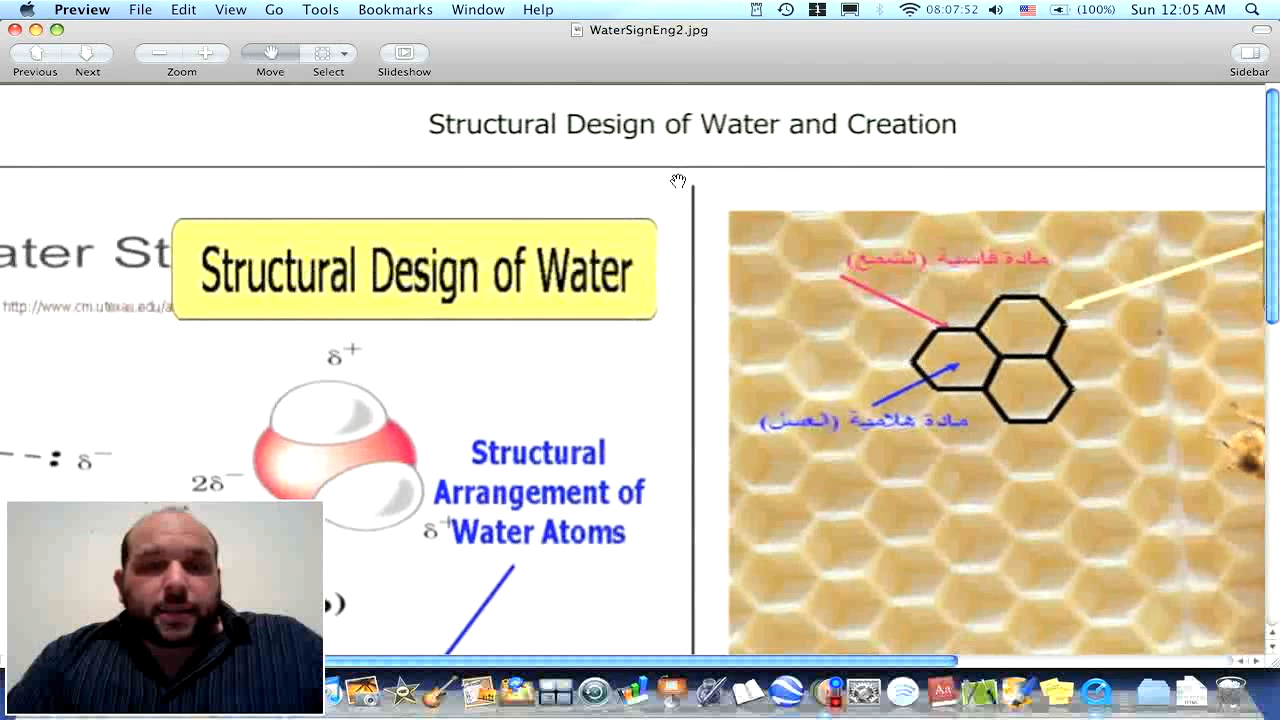 Preview File Edit View Go Tools Bookmarks Window Help
1 08:07:52 (100%) Sun 12:05 AM
WaterSignEng2.jpg
Previous Next Zoom Move Select Slideshow Sidebar
Structural Design of Water and Creation
ater St
Structural Design of Water
http://www.cm.utexas.edu/a
δ+
δ−
2δ−
δ+
Structural
Arrangement of
Water Atoms
)
مادة قاسية (الشمع)
مادة هلامية (العسل)
Aa